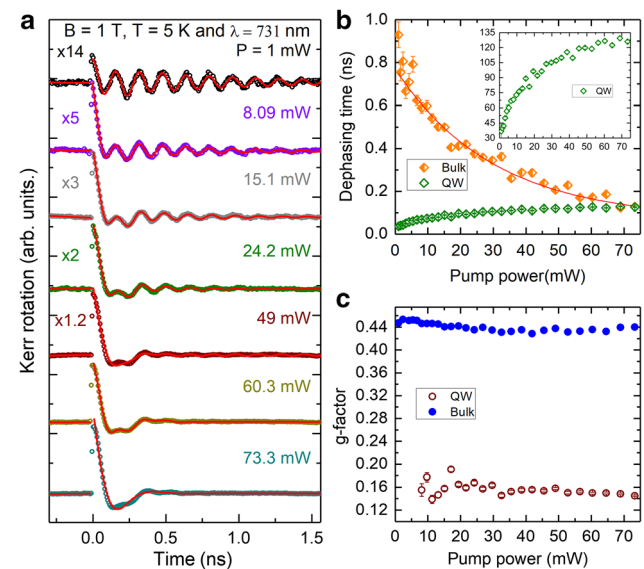 a
B = 1 T, T = 5 K and λ = 731 nm
x14
P = 1 mW
x5
8.09 mW
x3
15.1 mW
x2
24.2 mW
x1.2
49 mW
60.3 mW
73.3 mW
Kerr rotation (arb. units.)
0.0 0.5 1.0 1.5
Time (ns)
b
Dephasing time (ns)
1.0
0.8
0.6
0.4
0.2
0.0
Bulk
QW
135
120
105
90
75
60
45
30
QW
0 10 20 30 40 50 60 70
0 10 20 30 40 50 60 70
Pump power(mW)
c
g-factor
0.44
0.40
0.36
0.32
0.28
0.24
0.20
0.16
0.12
QW
Bulk
0 10 20 30 40 50 60 70
Pump power (mW)